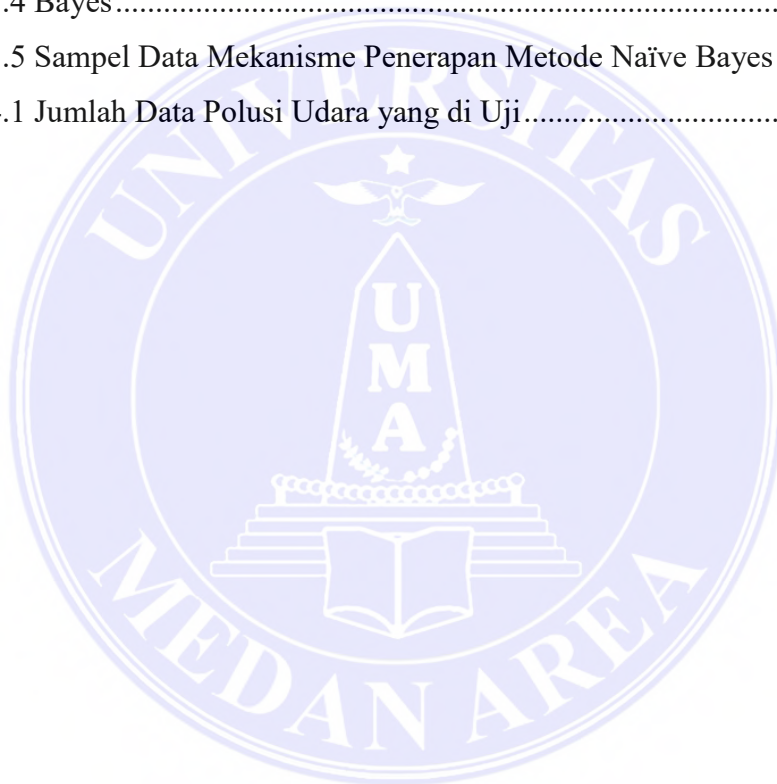 .4 Bayes
.5 Sampel Data Mekanisme Penerapan Metode Naïve Bayes
.1 Jumlah Data Polusi Udara yang di Uji
UNIVERSITAS
U
M
A
MEDAN AREA